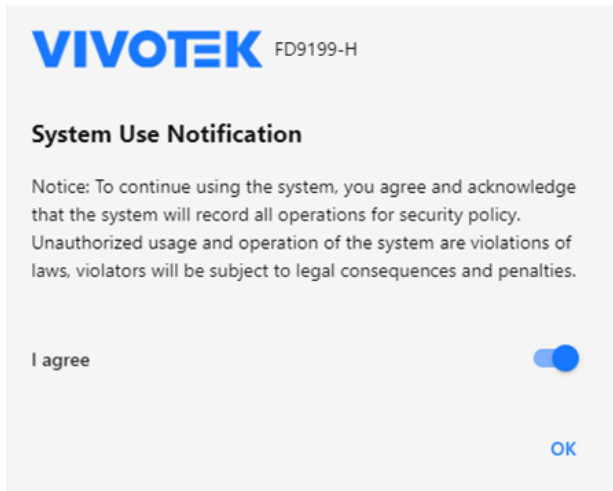 VIVOTEK FD9199-H
System Use Notification
Notice: To continue using the system, you agree and acknowledge
that the system will record all operations for security policy.
Unauthorized usage and operation of the system are violations of
laws, violators will be subject to legal consequences and penalties.
I agree
OK